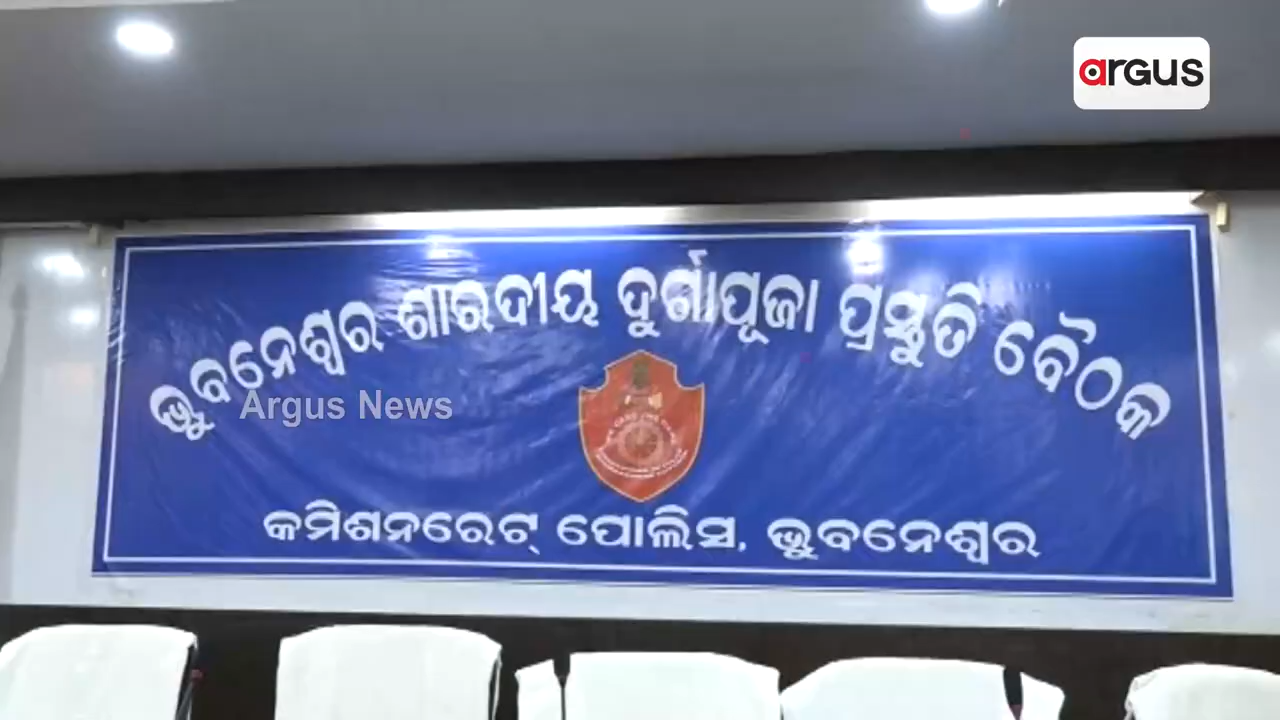 argus
ଭୁବନେଶ୍ୱର ଶାରଦୀୟ ଦୁର୍ଗାପୂଜା ପ୍ରସ୍ତୁତି ବୈଠକ
Argus News
କମିଶନରେଟ୍ ପୋଲିସ, ଭୁବନେଶ୍ୱର